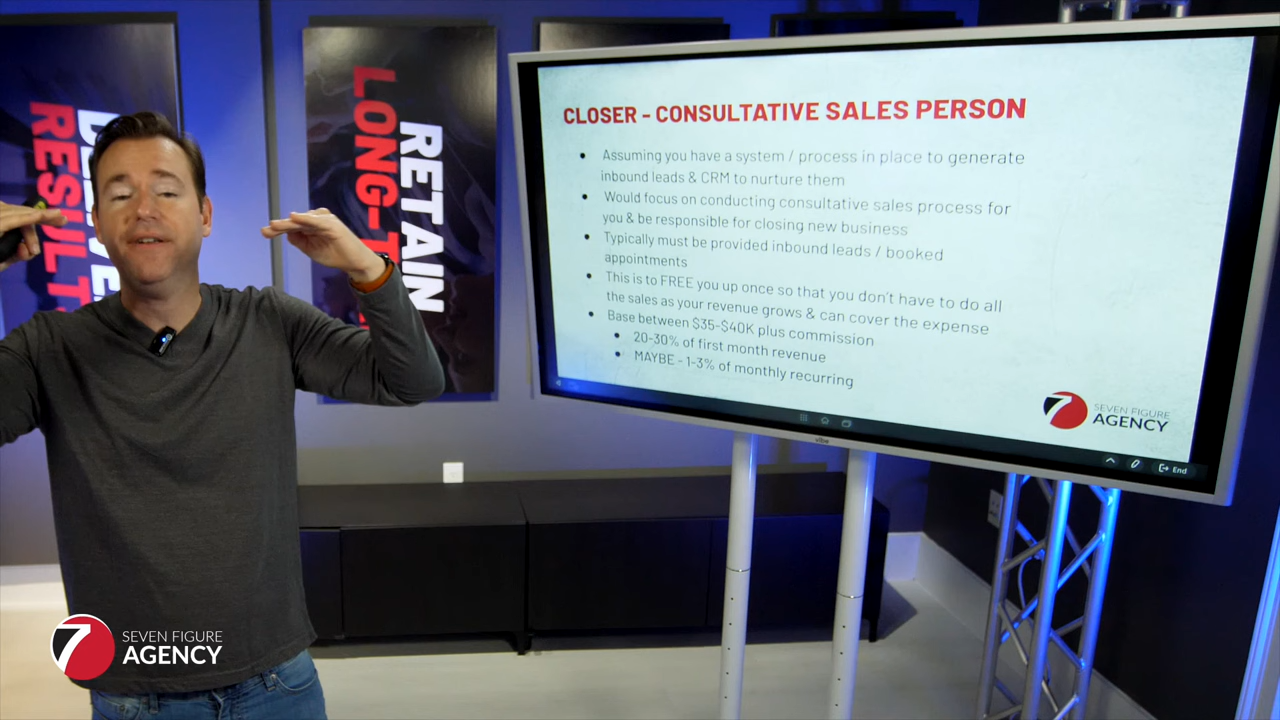 RETAIN
LONG-T
RESULT
CLOSER - CONSULTATIVE SALES PERSON
• Assuming you have a system / process in place to generate
inbound leads & CRM to nurture them
• Would focus on conducting consultative sales process for
you & be responsible for closing new business
• Typically must be provided inbound leads / booked
appointments
• This is to FREE you up once so that you don't have to do all
the sales as your revenue grows & can cover the expense
• Base between $35-$40K plus commission
• 20-30% of first month revenue
• MAYBE - 1-3% of monthly recurring
7 SEVEN FIGURE
AGENCY
vibe
End
7 SEVEN FIGURE
AGENCY